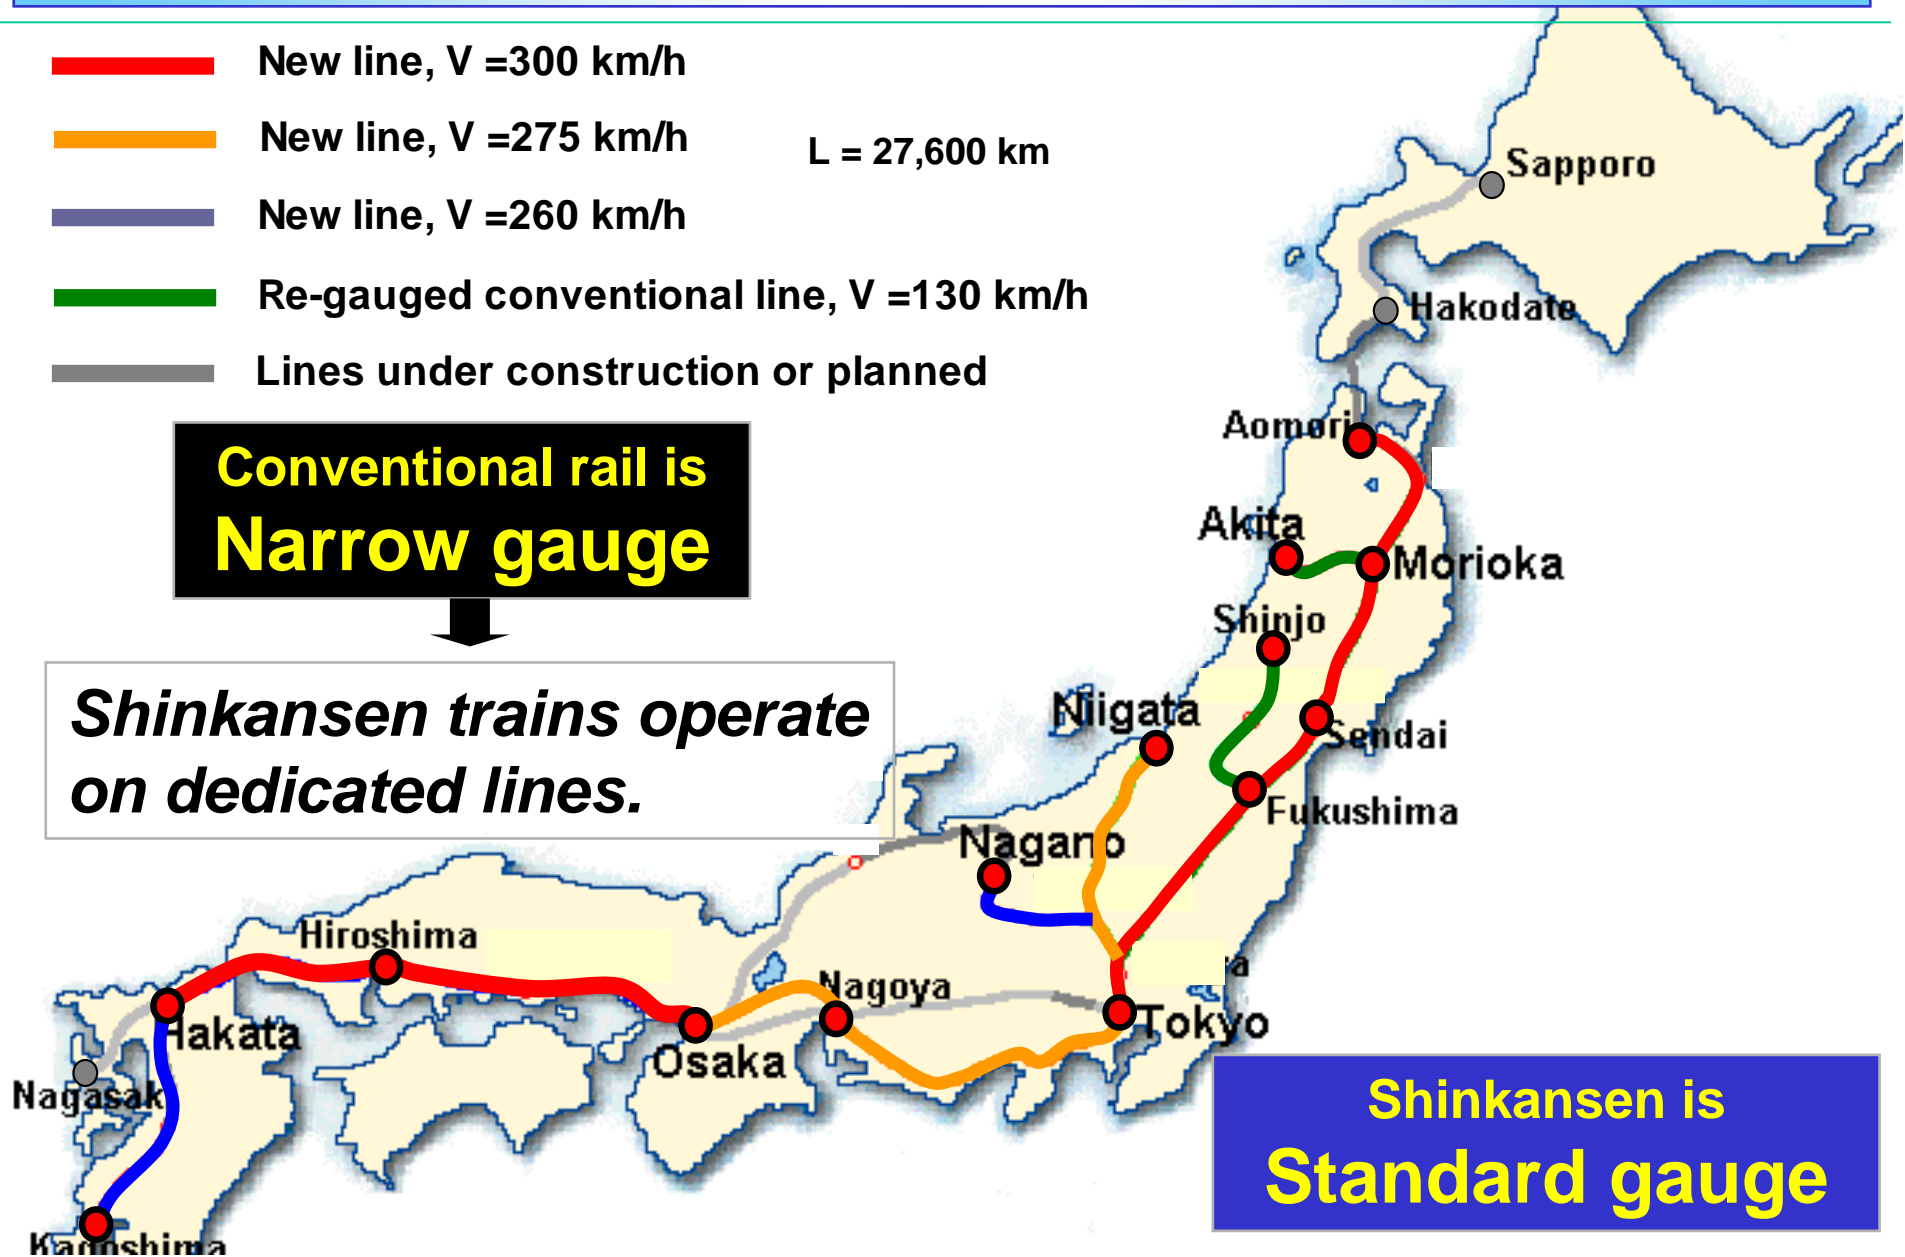 New line, V =300 km/h
New line, V =275 km/h
L = 27,600 km
New line, V =260 km/h
Re-gauged conventional line, V =130 km/h
Lines under construction or planned
Conventional rail is
Narrow gauge
Shinkansen trains operate
on dedicated lines.
Sapporo
Hakodate
Aomori
Akita
Morioka
Shinjo
Niigata
Sendai
Fukushima
Nagano
Hiroshima
Nagoya
a
Hakata
Osaka
Tokyo
Nagasak
Kagoshima
Shinkansen is
Standard gauge